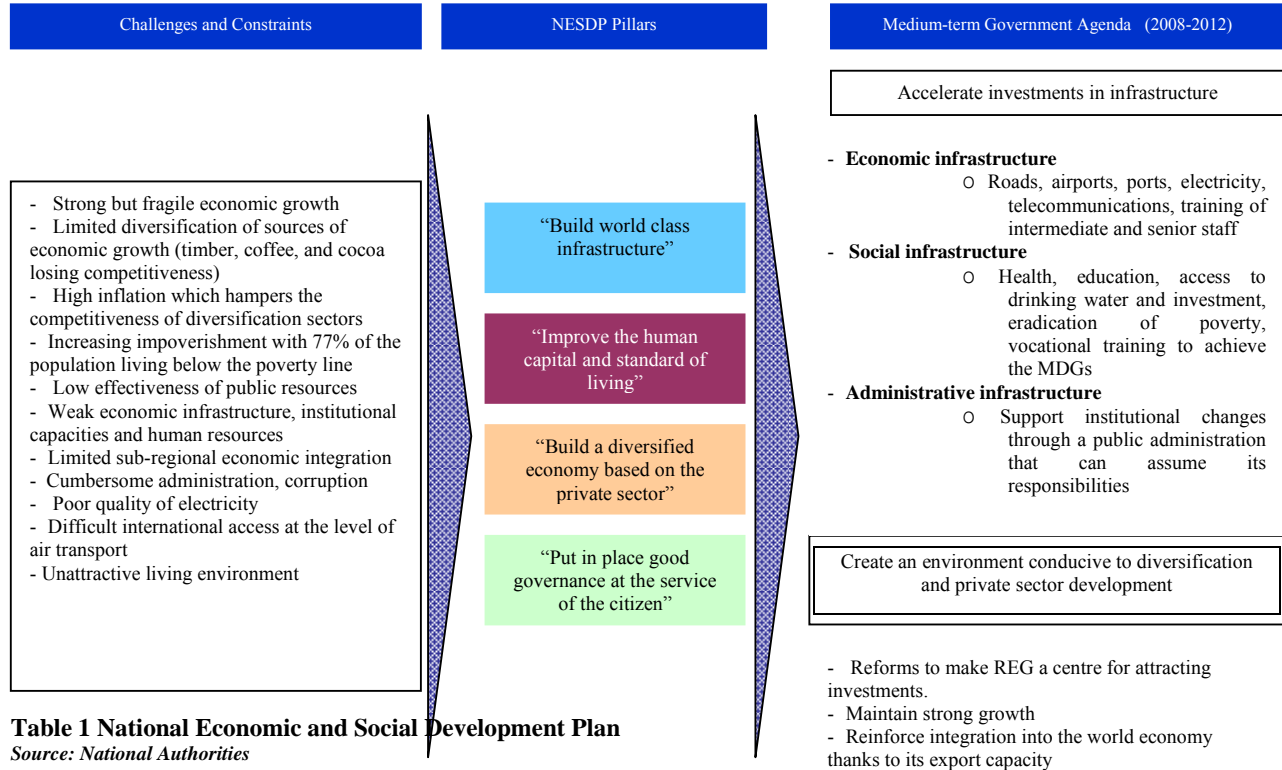 Challenges and Constraints
NESDP Pillars
Medium-term Government Agenda (2008-2012)
- Strong but fragile economic growth
- Limited diversification of sources of
economic growth (timber, coffee, and cocoa
losing competitiveness)
- High inflation which hampers the
competitiveness of diversification sectors
- Increasing impoverishment with 77% of the
population living below the poverty line
- Low effectiveness of public resources
- Weak economic infrastructure, institutional
capacities and human resources
- Limited sub-regional economic integration
- Cumbersome administration, corruption
- Poor quality of electricity
- Difficult international access at the level of
air transport
- Unattractive living environment
“Build world class
infrastructure”
“Improve the human
capital and standard of
living”
“Build a diversified
economy based on the
private sector”
“Put in place good
governance at the service
of the citizen”
Accelerate investments in infrastructure
- Economic infrastructure
o Roads, airports, ports, electricity,
telecommunications, training of
intermediate and senior staff
- Social infrastructure
o Health, education, access to
drinking water and investment,
eradication of poverty,
vocational training to achieve
the MDGs
- Administrative infrastructure
o Support institutional changes
through a public administration
that can assume its
responsibilities
Create an environment conducive to diversification
and private sector development
- Reforms to make REG a centre for attracting
investments.
- Maintain strong growth
- Reinforce integration into the world economy
thanks to its export capacity
Table 1 National Economic and Social Development Plan
Source: National Authorities